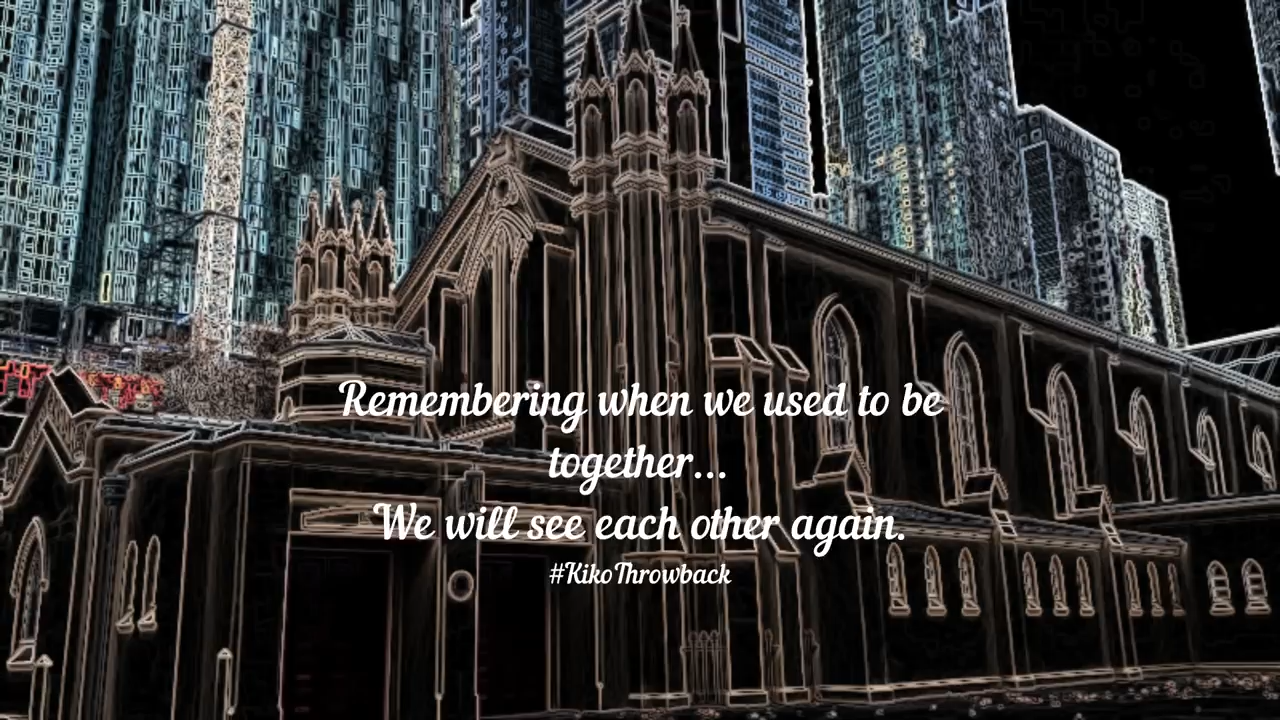 Remembering when we used to be
together...
We will see each other again.
#KikoThrowback